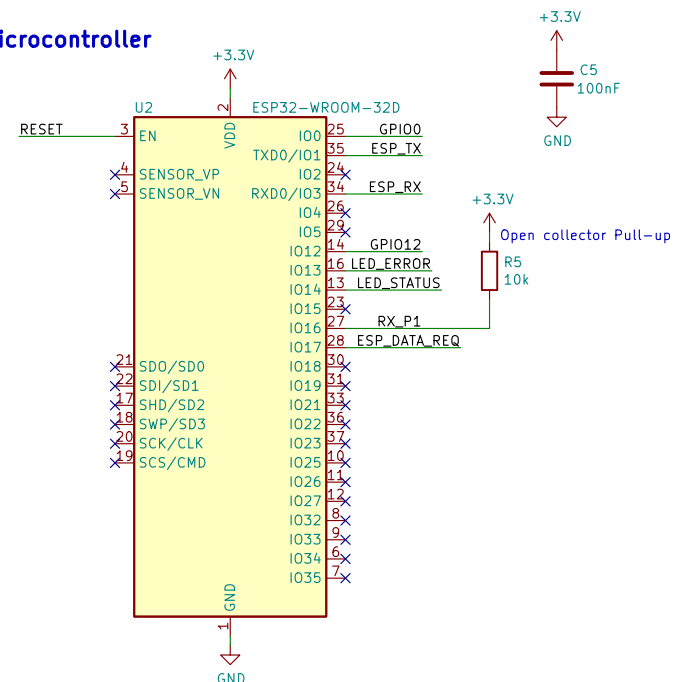 icrocontroller
+3.3V
+3.3V
C5
100nF
GND
U2
ESP32-WROOM-32D
2
VDD
RESET
3
EN
IO0
25
GPIO0
TXD0/IO1
35
ESP_TX
4
SENSOR_VP
IO2
24
5
SENSOR_VN
RXD0/IO3
34
ESP_RX
+3.3V
IO4
26
IO5
29
Open collector Pull-up
IO12
14
GPIO12
IO13
16
LED_ERROR
R5
10k
IO14
13
LED_STATUS
IO15
23
IO16
27
RX_P1
IO17
28
ESP_DATA_REQ
21
SDO/SD0
IO18
30
22
SDI/SD1
IO19
31
17
SHD/SD2
IO21
33
18
SWP/SD3
IO22
36
20
SCK/CLK
IO23
37
19
SCS/CMD
IO25
10
IO26
11
IO27
12
IO32
8
IO33
9
IO34
6
IO35
7
GND
1
GND